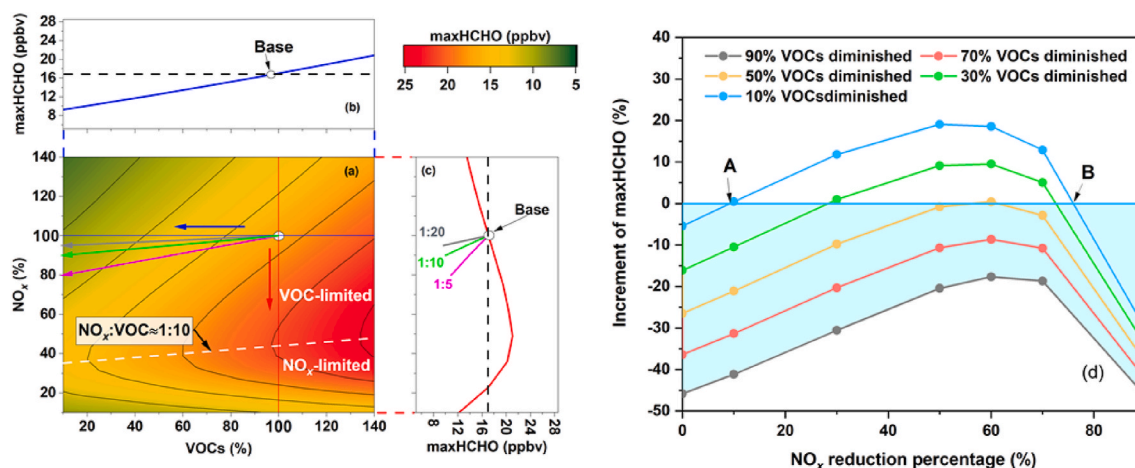 maxHCHO (ppbv)
28
24
20
16
12
8
Base
(b)
maxHCHO (ppbv)
25 20 15 10 5
NOx (%)
140
120
100
80
60
40
20
(a)
VOC-limited
NOx:VOC≈1:10
NOx-limited
20 40 60 80 100 120 140
VOCs (%)
(c)
Base
1:20
1:10
1:5
8 12 16 20 24 28
maxHCHO (ppbv)
Increment of maxHCHO (%)
40
30
20
10
0
-10
-20
-30
-40
-50
90% VOCs diminished
70% VOCs diminished
50% VOCs diminished
30% VOCs diminished
10% VOCsdiminished
A
B
(d)
0 20 40 60 80
NOx reduction percentage (%)